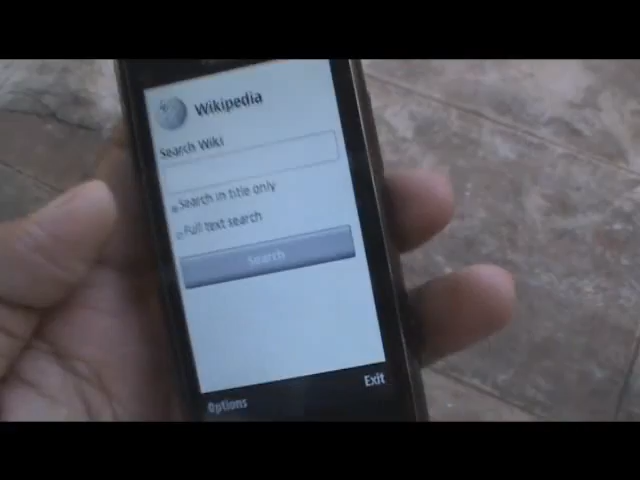 Wikipedia
Search Wiki
Search in title only
Full text search
Search
Options
Exit